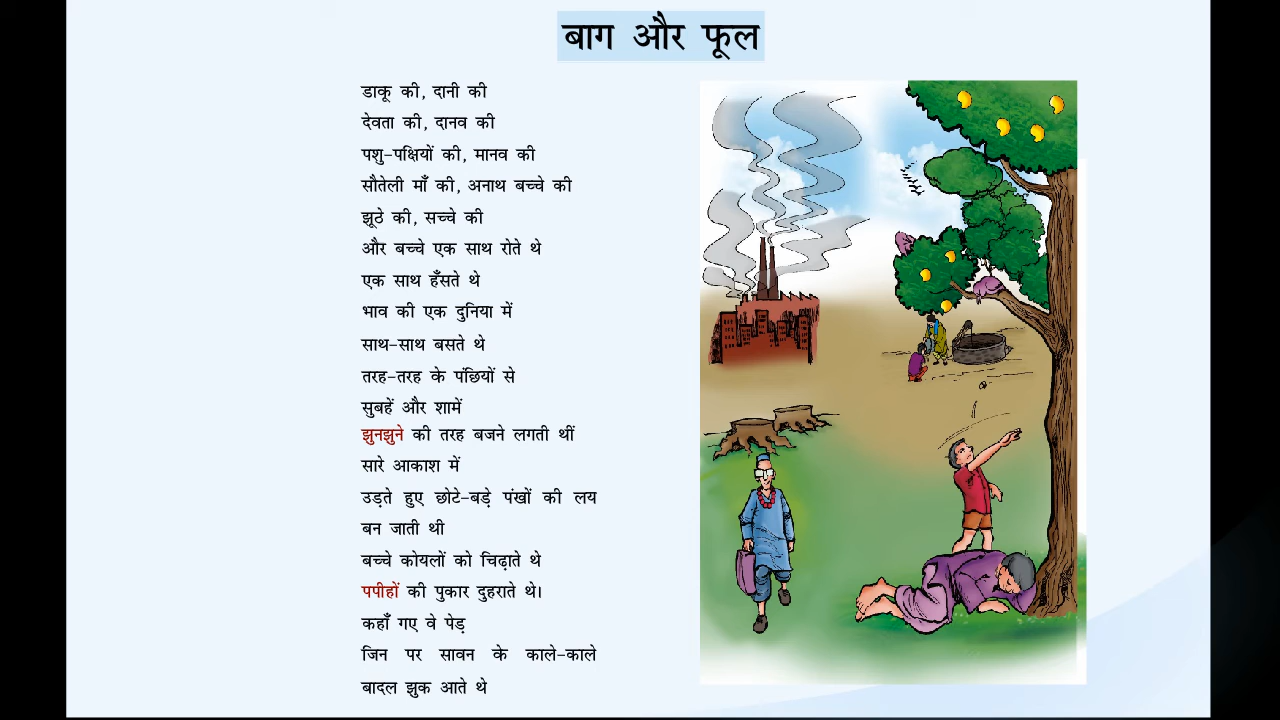 बाग और फूल
डाकू की, दानी की
देवता की, दानव की
पशु-पक्षियों की, मानव की
सौतेली माँ की, अनाथ बच्चे की
झूठे की, सच्चे की
और बच्चे एक साथ रोते थे
एक साथ हँसते थे
भाव की एक दुनिया में
साथ-साथ बसते थे
तरह-तरह के पंछियों से
सुबहें और शामें
झुनझुने की तरह बजने लगती थीं
सारे आकाश में
उड़ते हुए छोटे-बड़े पंखों की लय
बन जाती थी
बच्चे कोयलों को चिढ़ाते थे
पपीहों की पुकार दुहराते थे।
कहाँ गए वे पेड़
जिन पर सावन के काले-काले
बादल झुक आते थे